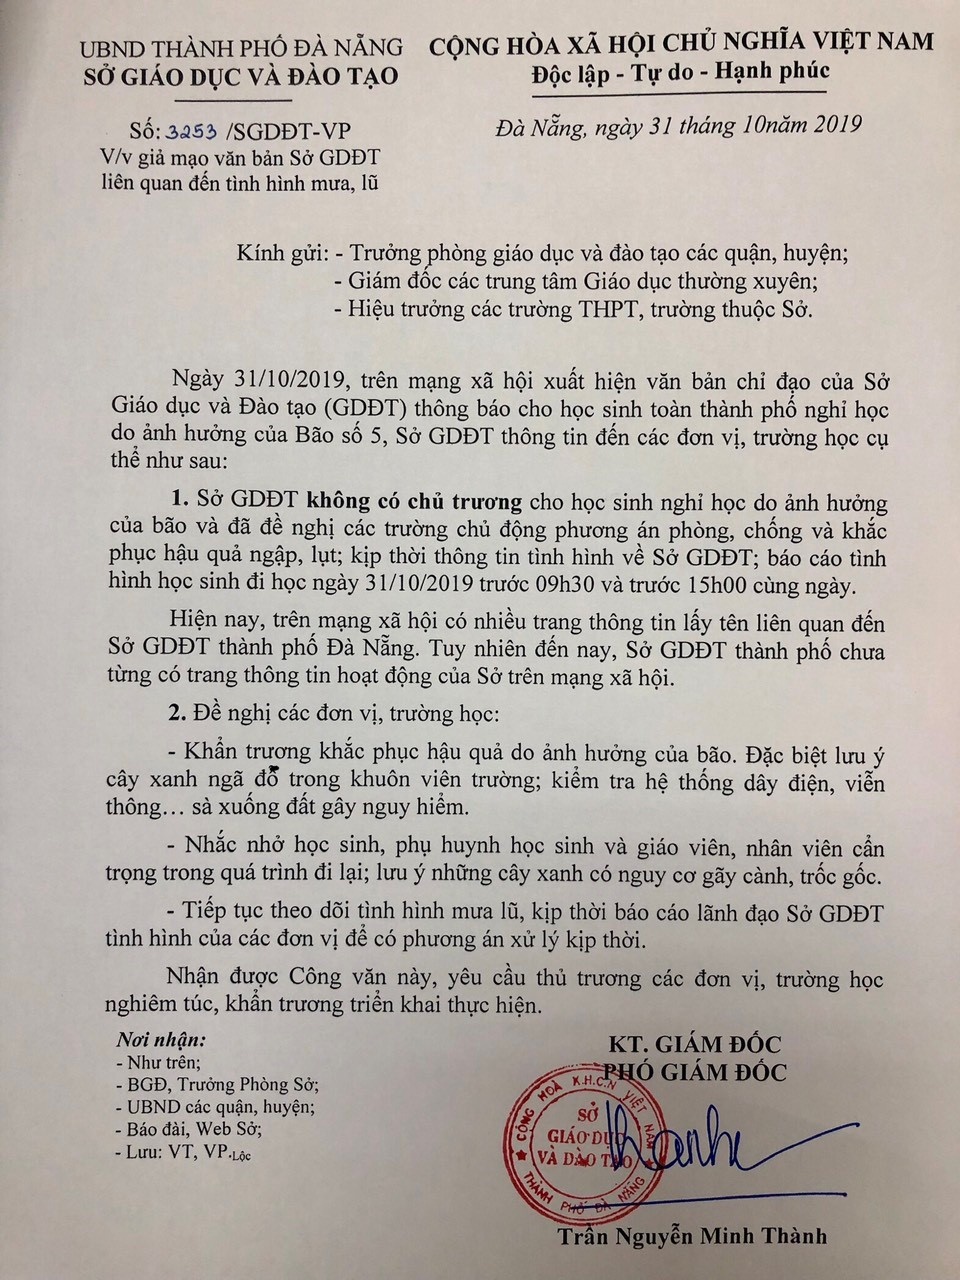 UBND THÀNH PHỐ ĐÀ NẴNG
SỞ GIÁO DỤC VÀ ĐÀO TẠO
CỘNG HÒA XÃ HỘI CHỦ NGHĨA VIỆT NAM
Độc lập - Tự do - Hạnh phúc
Số: 3253 /SGDĐT-VP
V/v giả mạo văn bản Sở GDĐT
liên quan đến tình hình mưa, lũ
Đà Nẵng, ngày 31 tháng 10năm 2019
Kính gửi: - Trưởng phòng giáo dục và đào tạo các quận, huyện;
- Giám đốc các trung tâm Giáo dục thường xuyên;
- Hiệu trưởng các trường THPT, trường thuộc Sở.
Ngày 31/10/2019, trên mạng xã hội xuất hiện văn bản chỉ đạo của Sở
Giáo dục và Đào tạo (GDĐT) thông báo cho học sinh toàn thành phố nghỉ học
do ảnh hưởng của Bão số 5, Sở GDĐT thông tin đến các đơn vị, trường học cụ
thể như sau:
1. Sở GDĐT không có chủ trương cho học sinh nghỉ học do ảnh hưởng
của bão và đã đề nghị các trường chủ động phương án phòng, chống và khắc
phục hậu quả ngập, lụt; kịp thời thông tin tình hình về Sở GDĐT; báo cáo tình
hình học sinh đi học ngày 31/10/2019 trước 09h30 và trước 15h00 cùng ngày.
Hiện nay, trên mạng xã hội có nhiều trang thông tin lấy tên liên quan đến
Sở GDĐT thành phố Đà Nẵng. Tuy nhiên đến nay, Sở GDĐT thành phố chưa
từng có trang thông tin hoạt động của Sở trên mạng xã hội.
2. Đề nghị các đơn vị, trường học:
- Khẩn trương khắc phục hậu quả do ảnh hưởng của bão. Đặc biệt lưu ý
cây xanh ngã đổ trong khuôn viên trường; kiểm tra hệ thống dây điện, viễn
thông… sà xuống đất gây nguy hiểm.
- Nhắc nhở học sinh, phụ huynh học sinh và giáo viên, nhân viên cẩn
trọng trong quá trình đi lại; lưu ý những cây xanh có nguy cơ gãy cành, trốc gốc.
- Tiếp tục theo dõi tình hình mưa lũ, kịp thời báo cáo lãnh đạo Sở GDĐT
tình hình của các đơn vị để có phương án xử lý kịp thời.
Nhận được Công văn này, yêu cầu thủ trương các đơn vị, trường học
nghiêm túc, khẩn trương triển khai thực hiện.
Nơi nhận:
- Như trên;
- BGĐ, Trưởng Phòng Sở;
- UBND các quận, huyện;
- Báo đài, Web Sở;
- Lưu: VT, VP.Lộc
KT. GIÁM ĐỐC
PHÓ GIÁM ĐỐC
CỘNG HOÀ X.H.C.N VIỆT NAM
SỞ
GIÁO DỤC
VÀ ĐÀO TẠO
THÀNH PHỐ ĐÀ NẴNG
Thanh
Trần Nguyễn Minh Thành